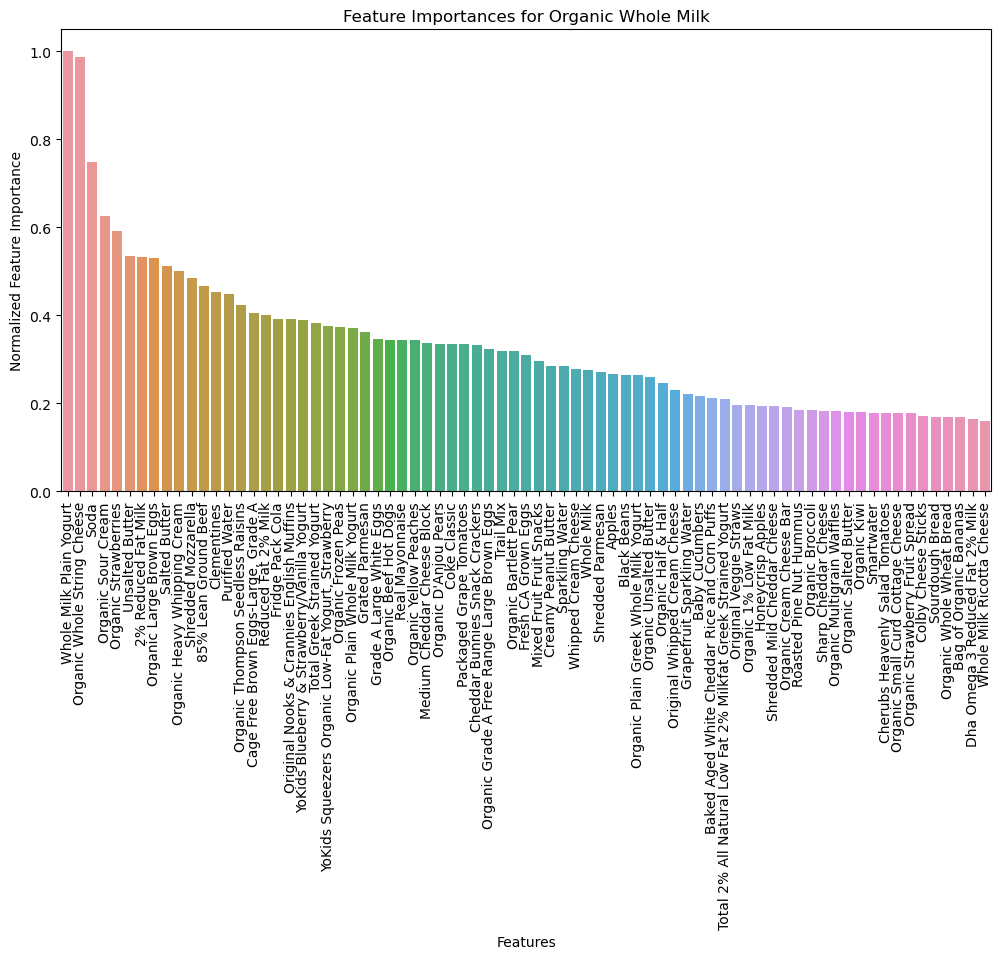 Feature Importances for Organic Whole Milk
Normalized Feature Importance
1.0
0.8
0.6
0.4
0.2
0.0
Whole Milk Plain Yogurt
Organic Whole String Cheese
Soda
Organic Sour Cream
Organic Strawberries
Unsalted Butter
2% Reduced Fat Milk
Organic Large Brown Eggs
Salted Butter
Organic Heavy Whipping Cream
Shredded Mozzarella
85% Lean Ground Beef
Clementines
Purified Water
Organic Thompson Seedless Raisins
Cage Free Brown Eggs-Large, Grade A
Reduced Fat 2% Milk
Fridge Pack Cola
Original Nooks & Crannies English Muffins
YoKids Blueberry & Strawberry/Vanilla Yogurt
Total Greek Strained Yogurt
YoKids Squeezers Organic Low-Fat Yogurt, Strawberry
Organic Frozen Peas
Organic Plain Whole Milk Yogurt
Grated Parmesan
Grade A Large White Eggs
Organic Beef Hot Dogs
Real Mayonnaise
Organic Yellow Peaches
Medium Cheddar Cheese Block
Organic D'Anjou Pears
Coke Classic
Packaged Grape Tomatoes
Cheddar Bunnies Snack Crackers
Organic Grade A Free Range Large Brown Eggs
Trail Mix
Organic Bartlett Pear
Fresh CA Grown Eggs
Mixed Fruit Fruit Snacks
Creamy Peanut Butter
Sparkling Water
Whipped Cream Cheese
Whole Milk
Shredded Parmesan
Apples
Black Beans
Organic Plain Greek Whole Milk Yogurt
Organic Unsalted Butter
Organic Half & Half
Original Whipped Cream Cheese
Grapefruit Sparkling Water
Baby Cucumbers
Baked Aged White Cheddar Rice and Corn Puffs
Total 2% All Natural Low Fat 2% Milkfat Greek Strained Yogurt
Original Veggie Straws
Organic 1% Low Fat Milk
Honeycrisp Apples
Shredded Mild Cheddar Cheese
Organic Cream Cheese Bar
Roasted Pine Nut Hummus
Organic Broccoli
Sharp Cheddar Cheese
Organic Multigrain Waffles
Organic Salted Butter
Organic Kiwi
Smartwater
Cherubs Heavenly Salad Tomatoes
Organic Small Curd Cottage Cheese
Organic Strawberry Fruit Spread
Colby Cheese Sticks
Sourdough Bread
Organic Whole Wheat Bread
Bag of Organic Bananas
Dha Omega 3 Reduced Fat 2% Milk
Whole Milk Ricotta Cheese
Features